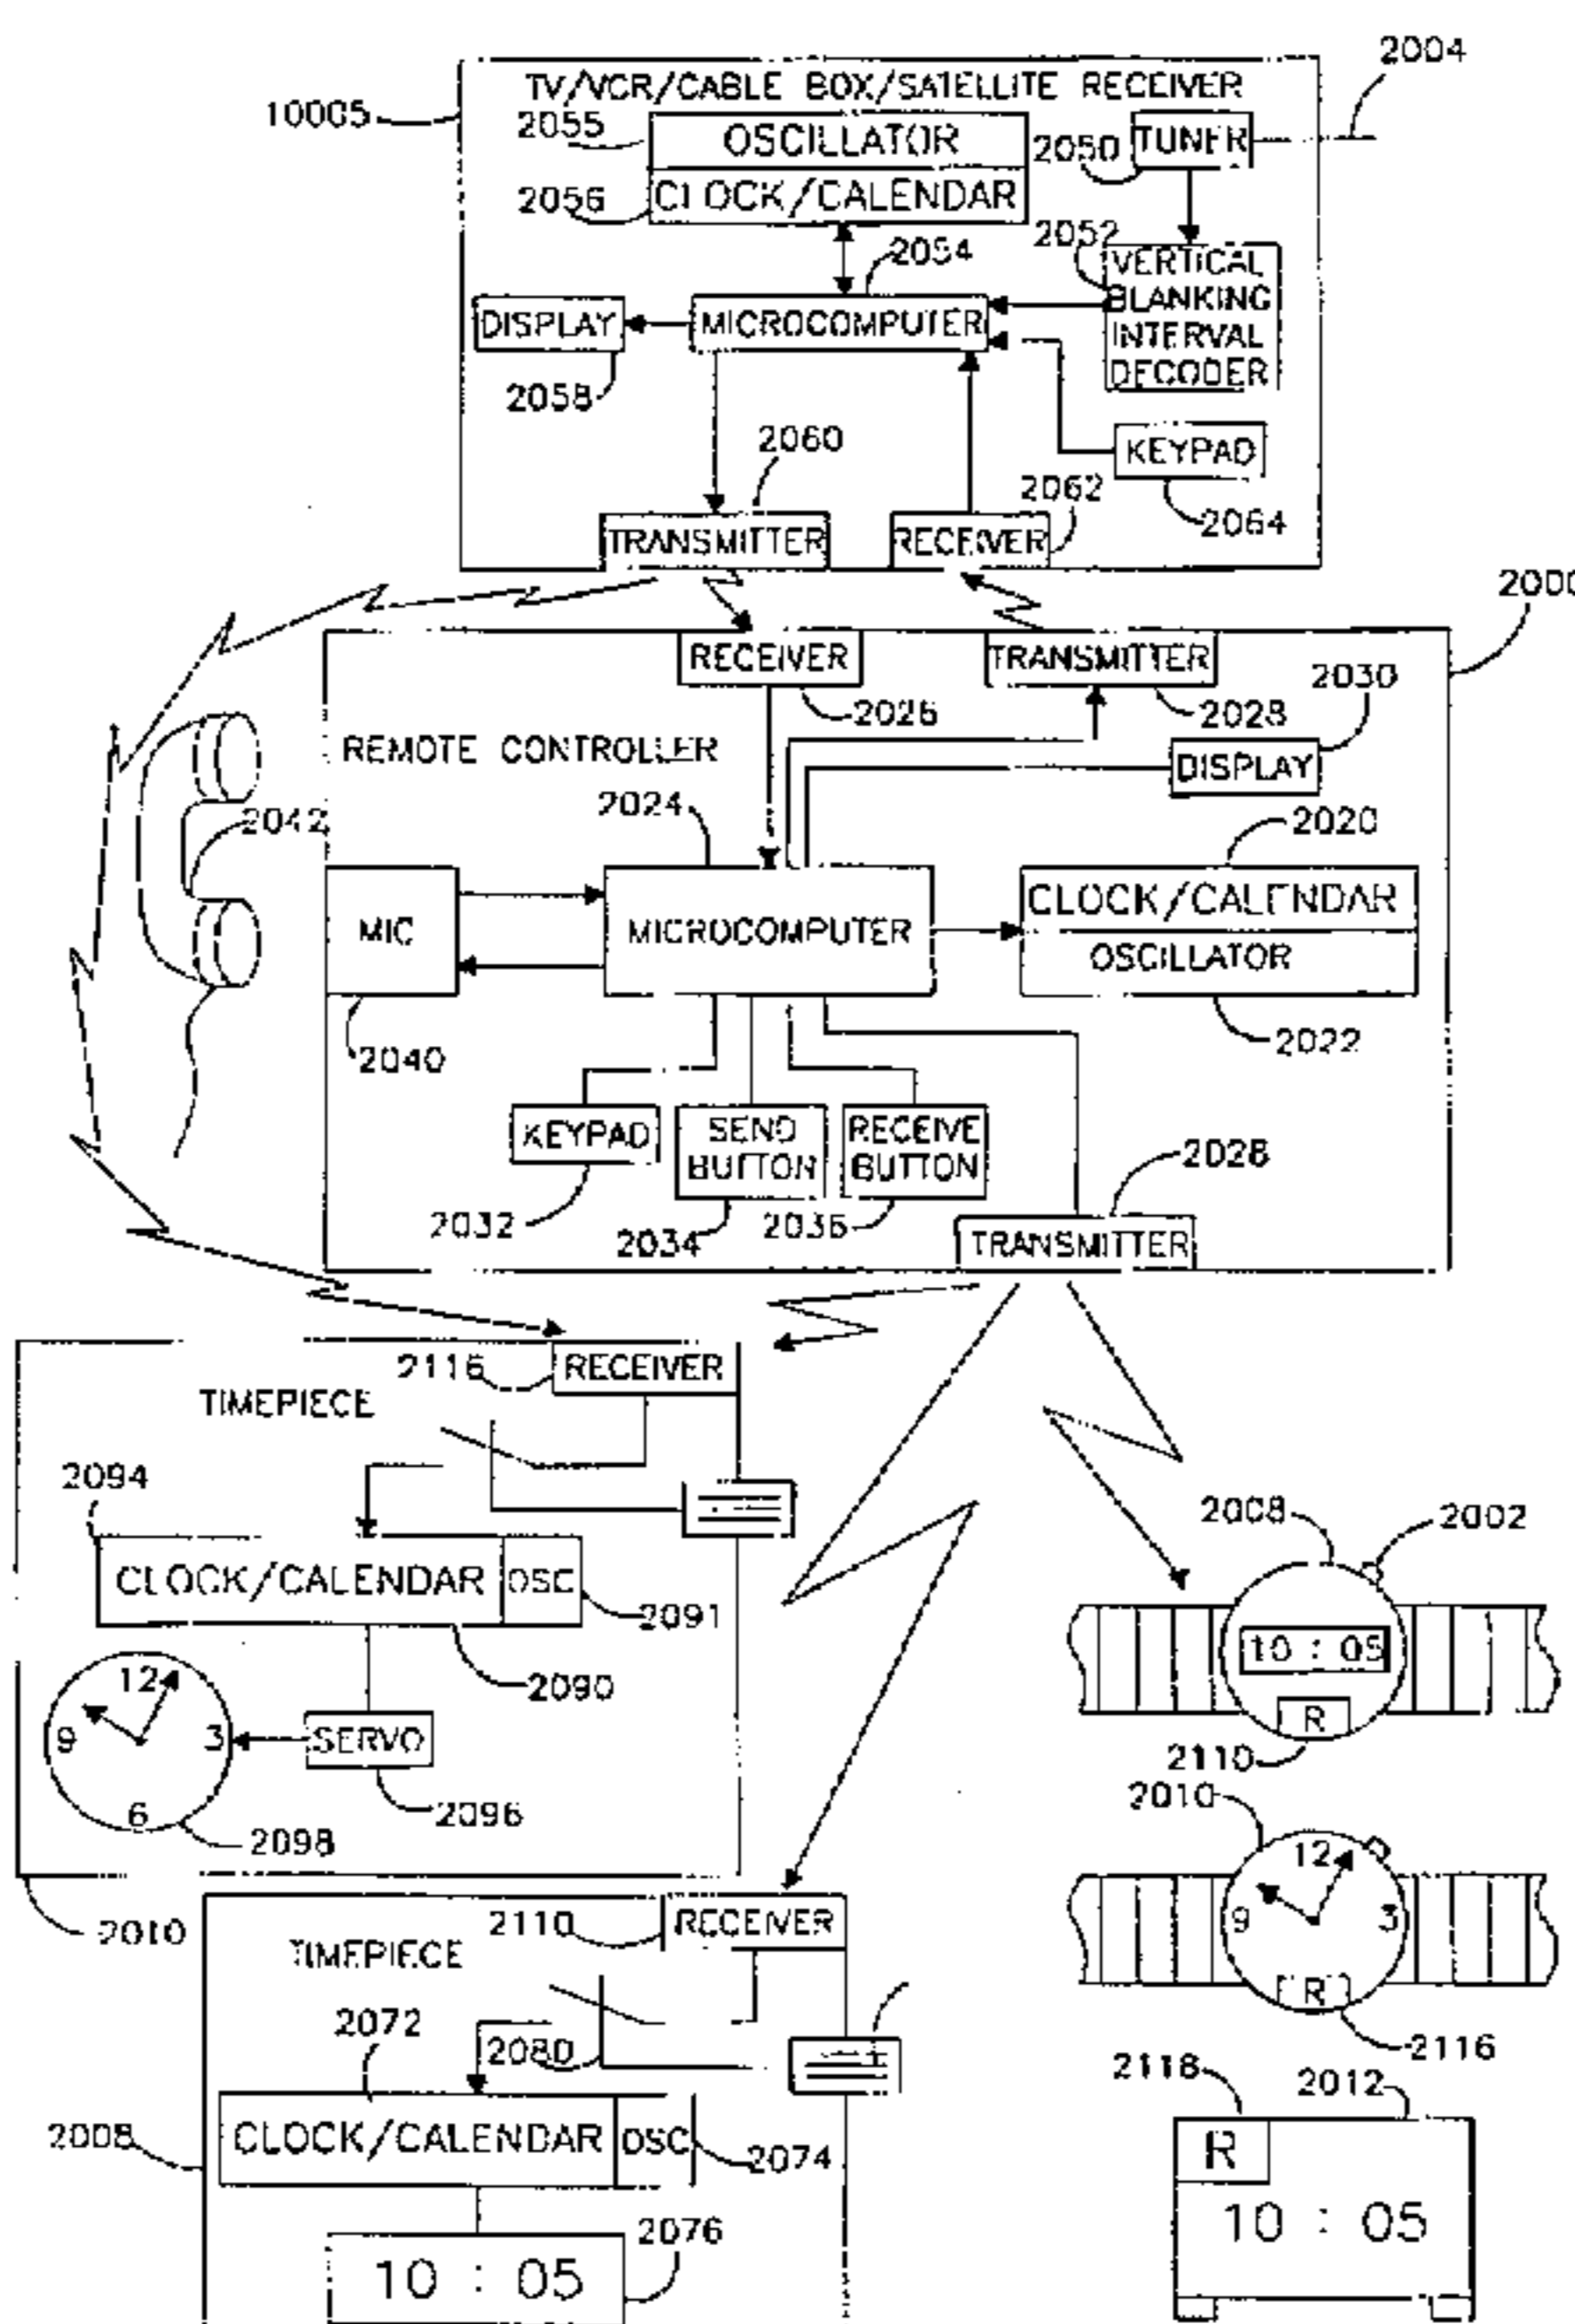 2004
TV/VCR/CABLE BOX/SATELLITE RECEIVER
10005
2055
OSCILLATOR
2050
TUNER
2056
CLOCK/CALENDAR
2054
2052
VERTICAL
BLANKING
INTERVAL
DECODER
DISPLAY
MICROCOMPUTER
2058
2060
KEYPAD
2062
2064
TRANSMITTER
RECEIVER
RECEIVER
TRANSMITTER
2030
2026
2028
REMOTE CONTROLLER
DISPLAY
2024
2020
2042
CLOCK/CALENDAR
MIC
MICROCOMPUTER
OSCILLATOR
2040
2022
KEYPAD
SEND
BUTTON
RECEIVE
BUTTON
2028
2032
2034
2036
TRANSMITTER
2116
RECEIVER
TIMEPIECE
2094
2008
2002
CLOCK/CALENDAR
OSC
2091
10 : 05
2090
R
12
9
3
6
SERVO
2110
2096
2098
2010
12
9
3
R
2116
2010
2110
RECEIVER
TIMEPIECE
2072
2080
2118
2012
R
10 : 05
2008
CLOCK/CALENDAR
OSC
2074
2076
10 : 05